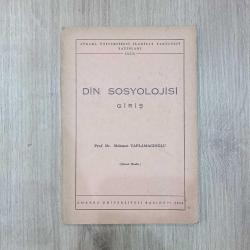 ANKARA ÜNİVERSİTESİ İLÂHİYAT FAKÜLTESİ
YAYINLARI
DİN SOSYOLOJİSİ
GİRİŞ
Prof. Dr. Mehmet TAPLAMACIOĞLU
ANKARA ÜNİVERSİTESİ BASIMEVİ